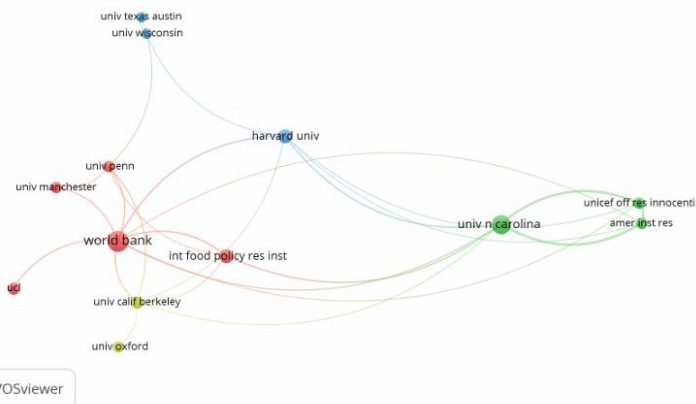 univ texas austin
univ wisconsin
harvard univ
univ penn
univ manchester
unicef off res innocenti
univ n carolina
amer inst res
world bank
int food policy res inst
ucl
univ calif berkeley
univ oxford
VOSviewer